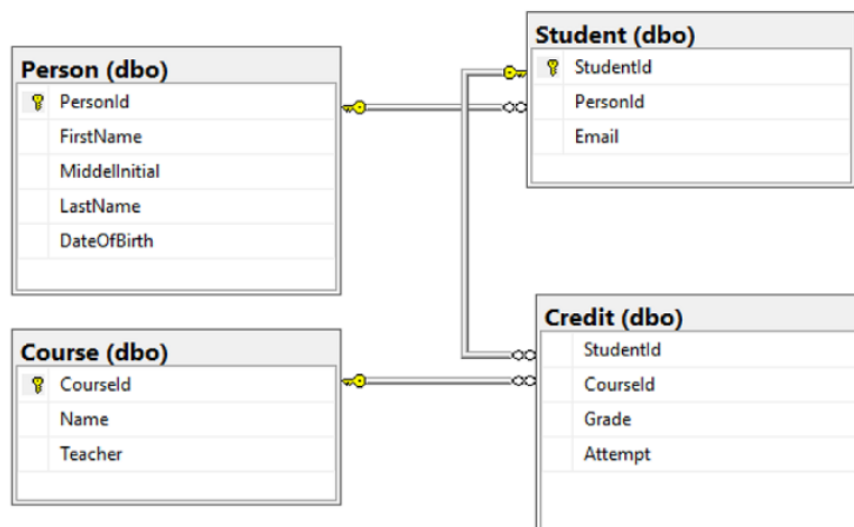 Person (dbo)
PersonId
FirstName
MiddelInitial
LastName
DateOfBirth
Student (dbo)
StudentId
PersonId
Email
Course (dbo)
CourseId
Name
Teacher
Credit (dbo)
StudentId
CourseId
Grade
Attempt